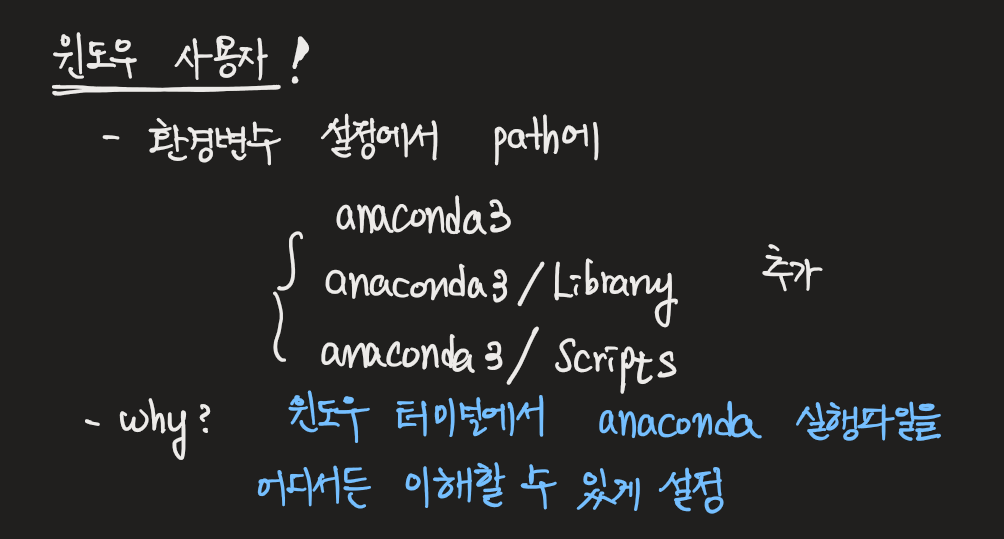 윈도우 사용자!
- 환경변수 설정에서 path에
anaconda3
anaconda3/Library 추가
anaconda3/Scripts
- why? 윈도우 터미널에서 anaconda 실행파일을
어디서든 이해할 수 있게 설정